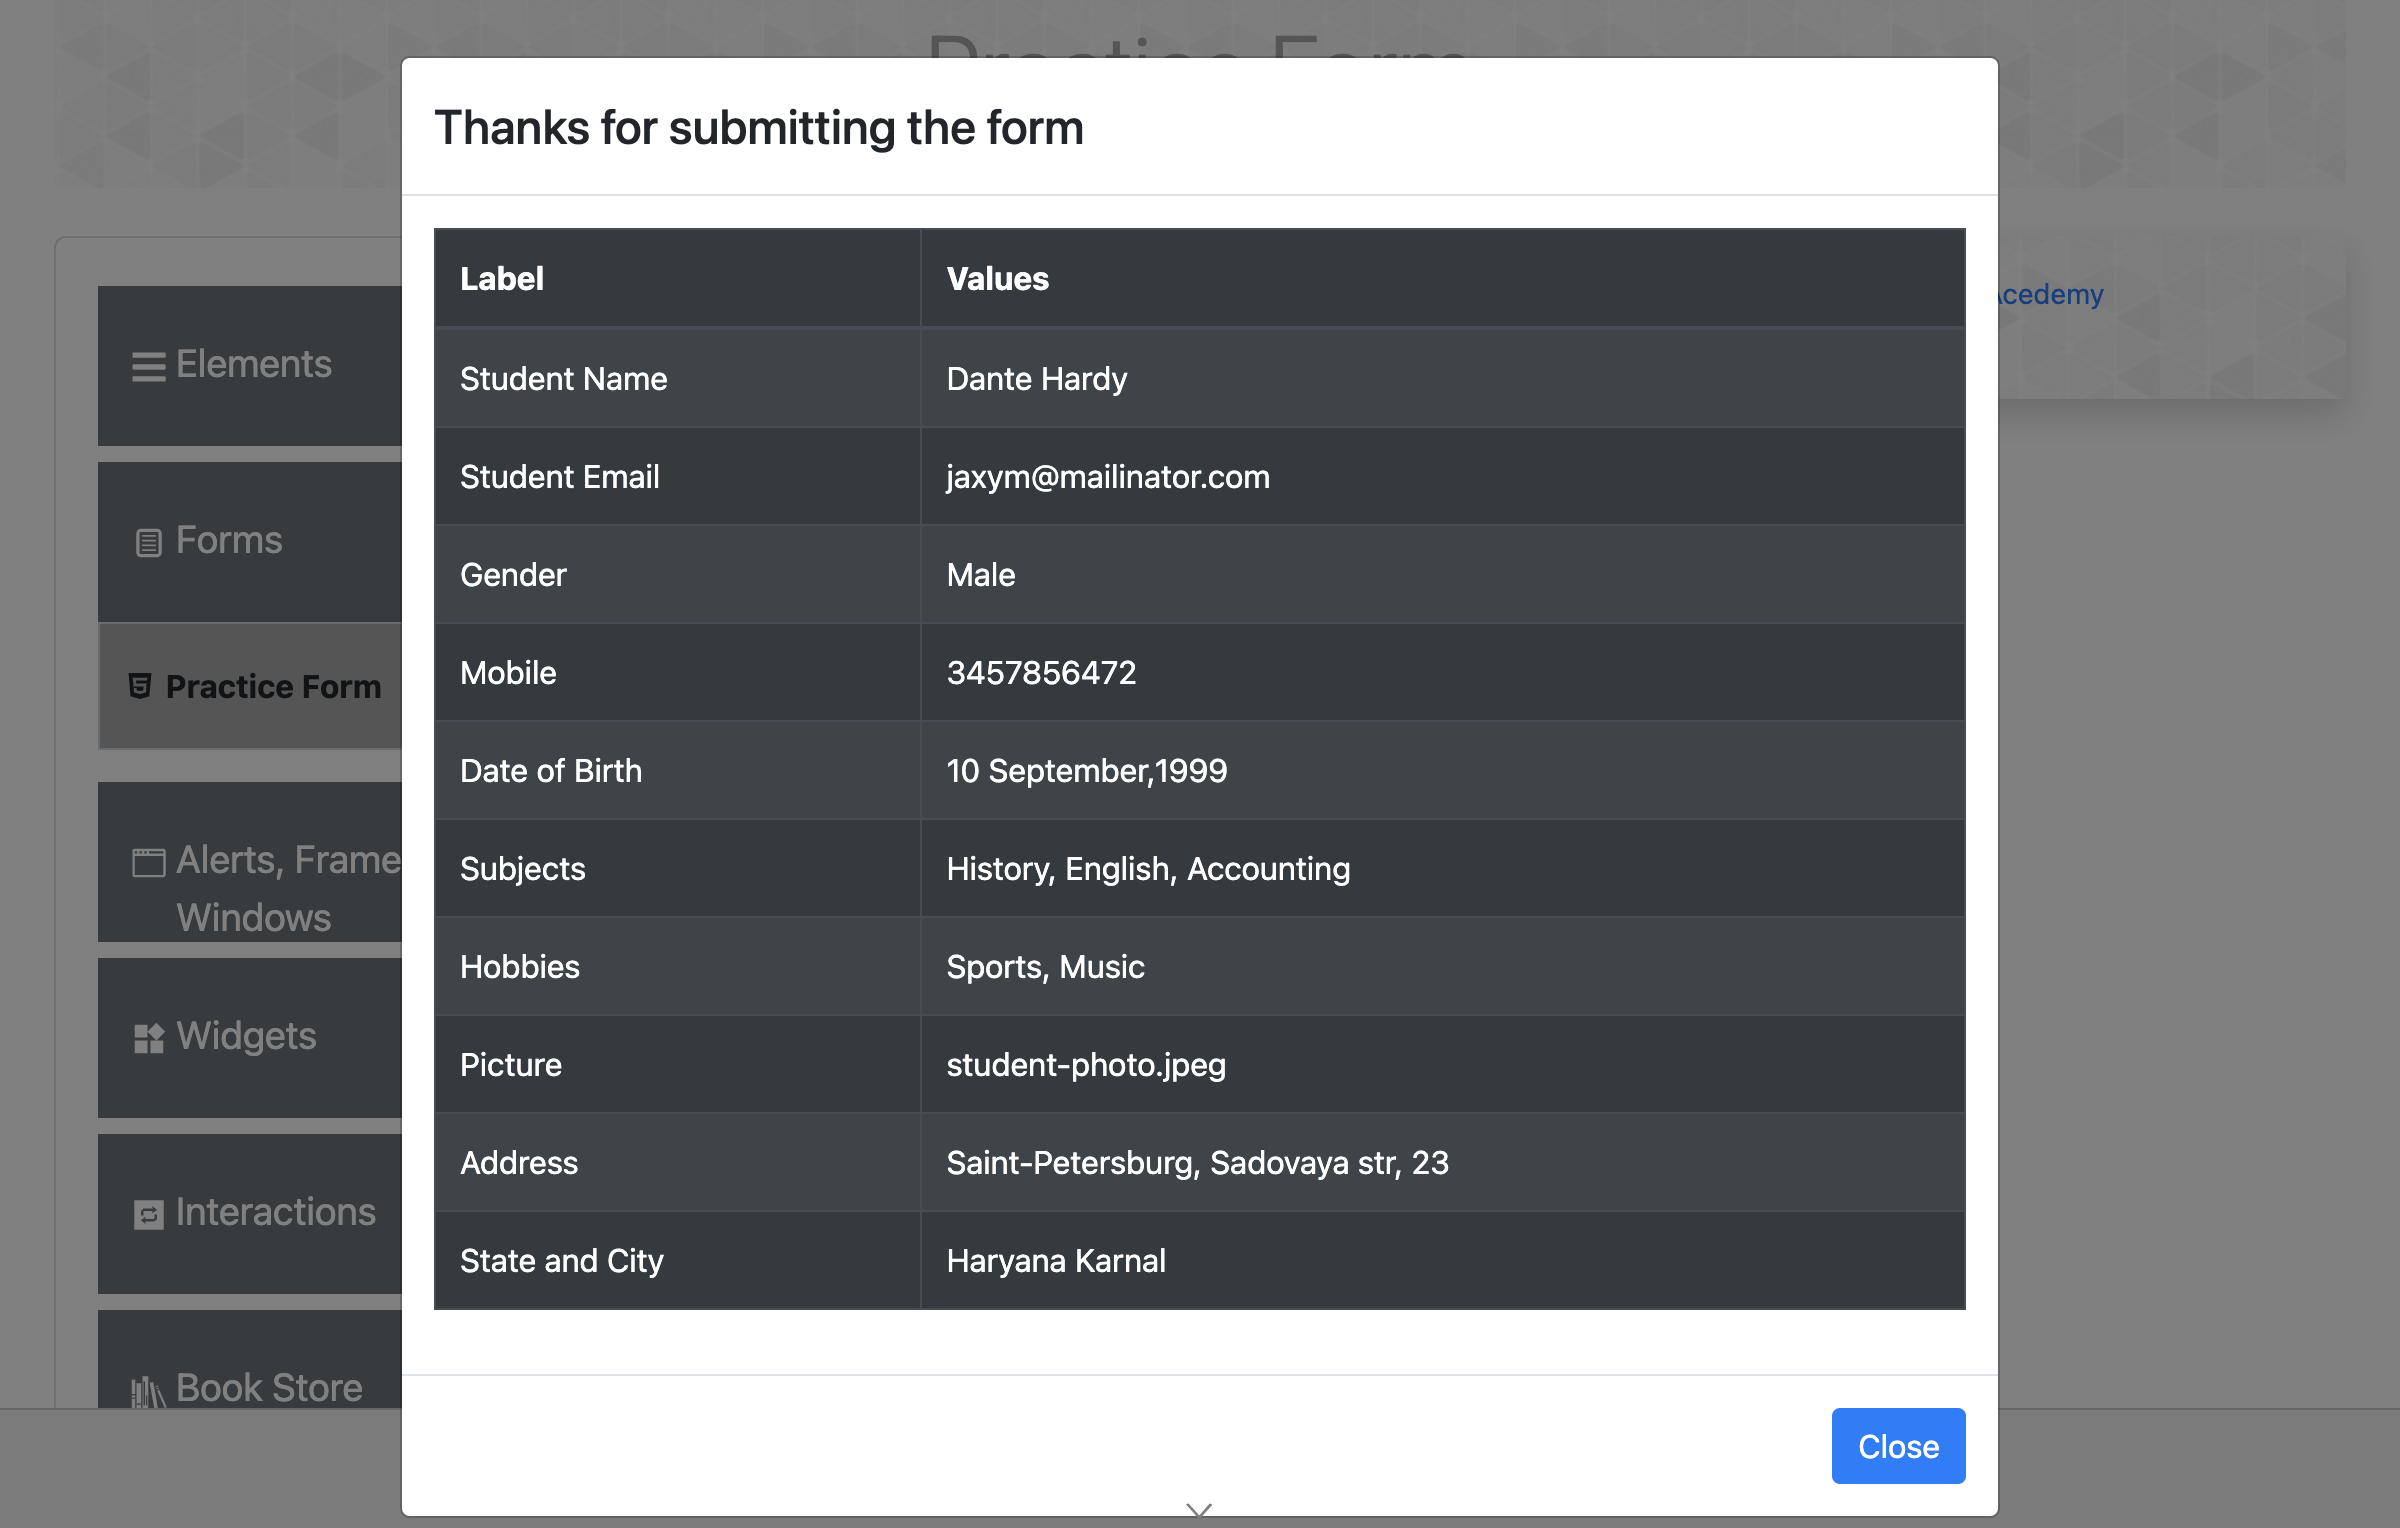 Practice Form
Thanks for submitting the form
Label Values
Student Name Dante Hardy
Student Email jaxym@mailinator.com
Gender Male
Mobile 3457856472
Date of Birth 10 September,1999
Subjects History, English, Accounting
Hobbies Sports, Music
Picture student-photo.jpeg
Address Saint-Petersburg, Sadovaya str, 23
State and City Haryana Karnal
Close
Elements
Forms
Practice Form
Alerts, Frame
Windows
Widgets
Interactions
Book Store
Acedemy